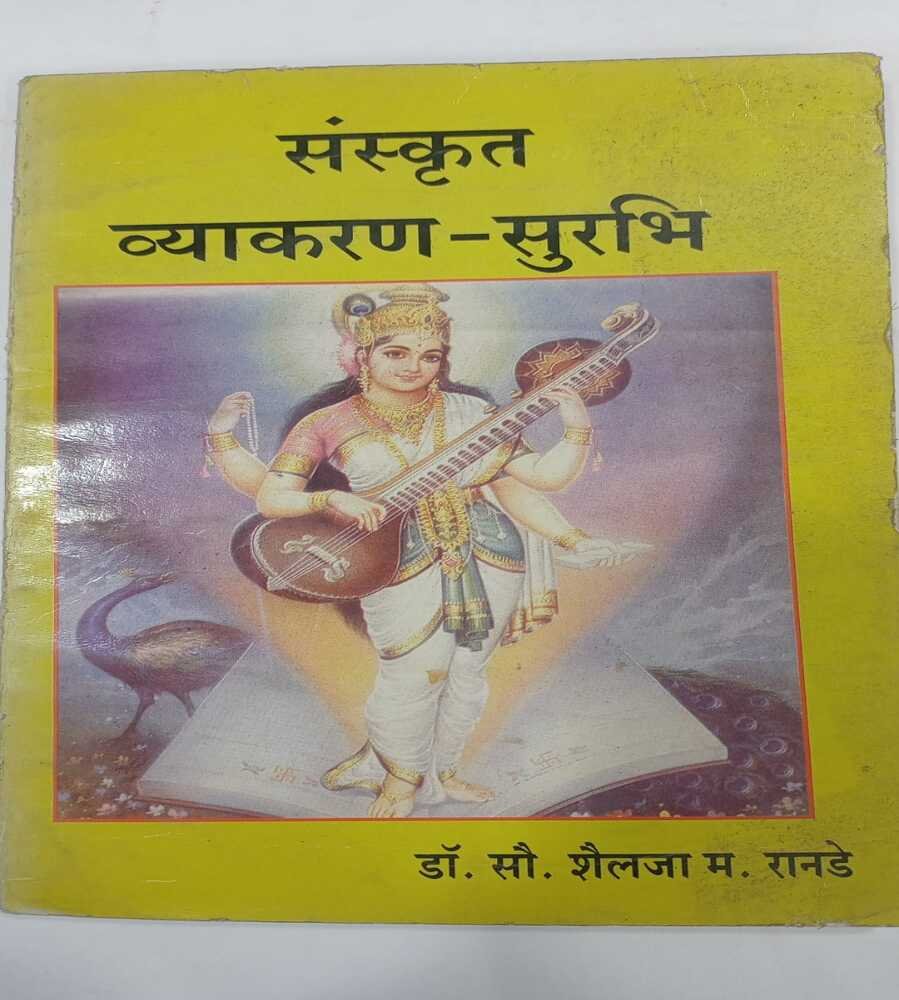 संस्कृत
व्याकरण-सुरभि
डॉ. सौ. शैलजा म. रानडे